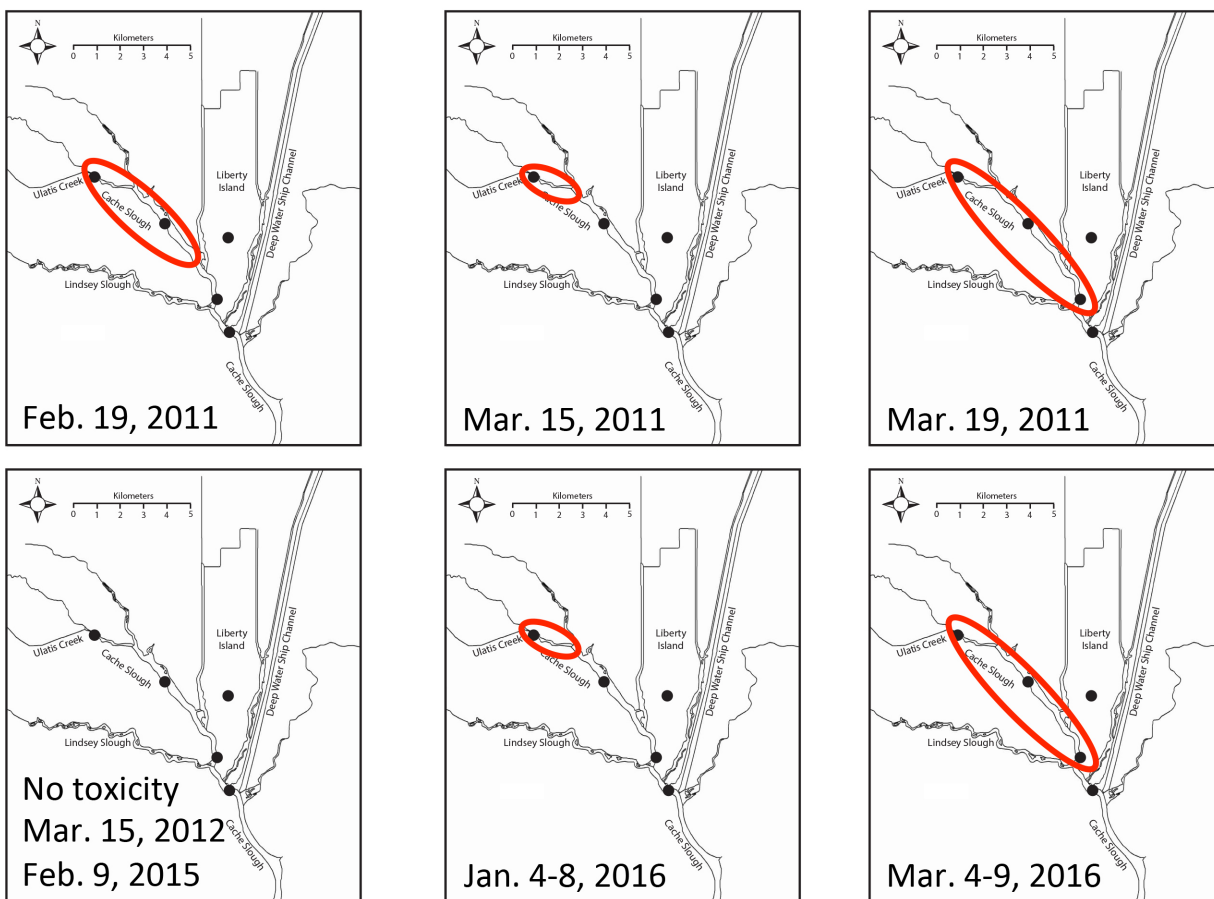 N
Kilometers
0 1 2 3 4 5
Ulatis Creek
Cache Slough
Liberty
Island
Deep Water Ship Channel
Lindsey Slough
Cache Slough
Feb. 19, 2011
N
Kilometers
0 1 2 3 4 5
Ulatis Creek
Cache Slough
Liberty
Island
Deep Water Ship Channel
Lindsey Slough
Cache Slough
Mar. 15, 2011
N
Kilometers
0 1 2 3 4 5
Ulatis Creek
Cache Slough
Liberty
Island
Deep Water Ship Channel
Lindsey Slough
Cache Slough
Mar. 19, 2011
N
Kilometers
0 1 2 3 4 5
Ulatis Creek
Cache Slough
Liberty
Island
Deep Water Ship Channel
Lindsey Slough
Cache Slough
No toxicity
Mar. 15, 2012
Feb. 9, 2015
N
Kilometers
0 1 2 3 4 5
Ulatis Creek
Cache Slough
Liberty
Island
Deep Water Ship Channel
Lindsey Slough
Cache Slough
Jan. 4-8, 2016
N
Kilometers
0 1 2 3 4 5
Ulatis Creek
Cache Slough
Liberty
Island
Deep Water Ship Channel
Lindsey Slough
Cache Slough
Mar. 4-9, 2016